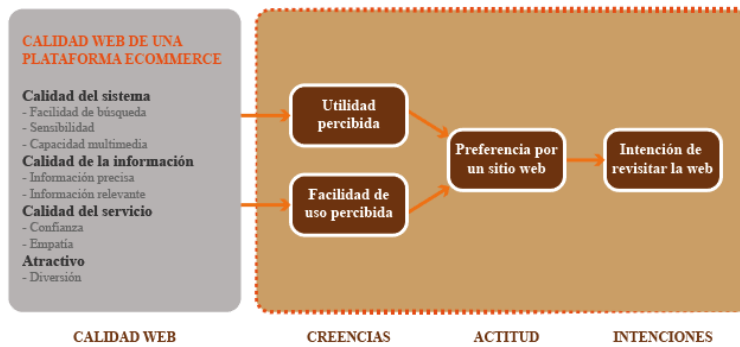 CALIDAD WEB DE UNA
PLATAFORMA ECOMMERCE
Calidad del sistema
- Facilidad de búsqueda
- Sensibilidad
- Capacidad multimedia
Calidad de la información
- Información precisa
- Información relevante
Calidad del servicio
- Confianza
- Empatía
Atractivo
- Diversión
Utilidad
percibida
Facilidad de
uso percibida
Preferencia por
un sitio web
Intención de
revisitar la web
CALIDAD WEB
CREENCIAS
ACTITUD
INTENCIONES